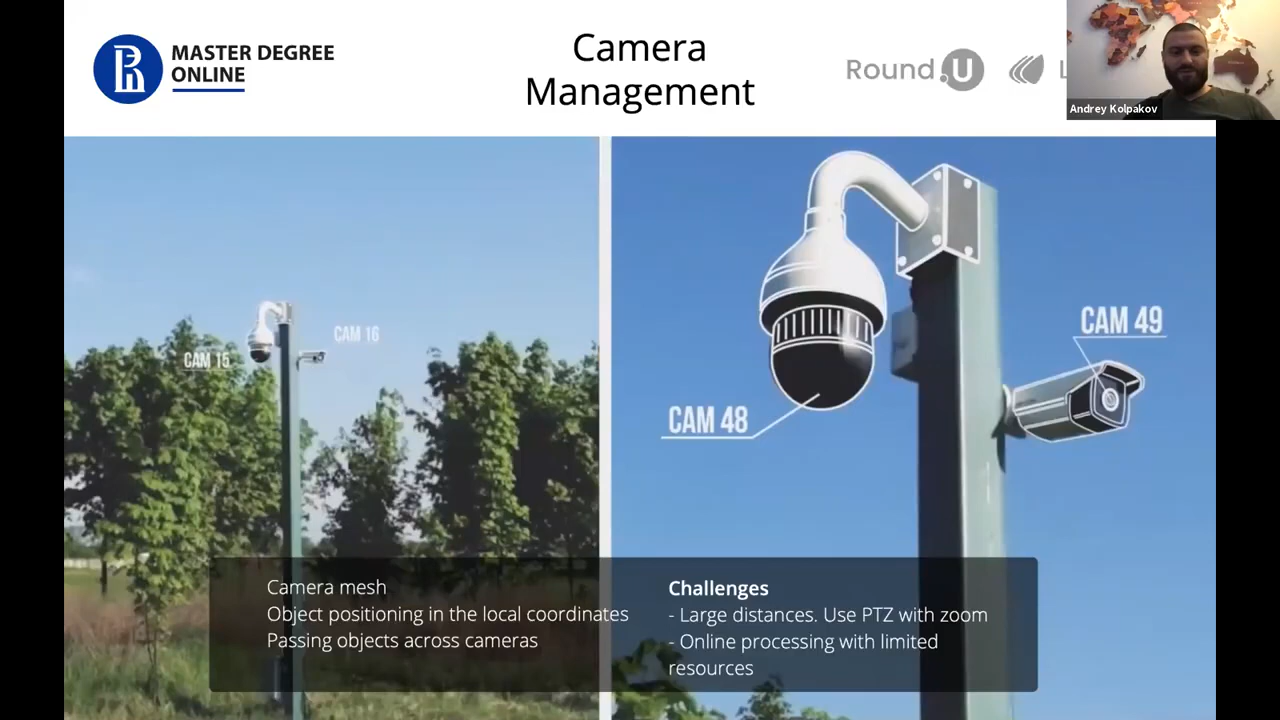 MASTER DEGREE
ONLINE
Camera
Management
Round.U
L
Andrey Kolpakov
CAM 16
CAM 15
CAM 49
CAM 48
Camera mesh
Object positioning in the local coordinates
Passing objects across cameras
Challenges
- Large distances. Use PTZ with zoom
- Online processing with limited
resources